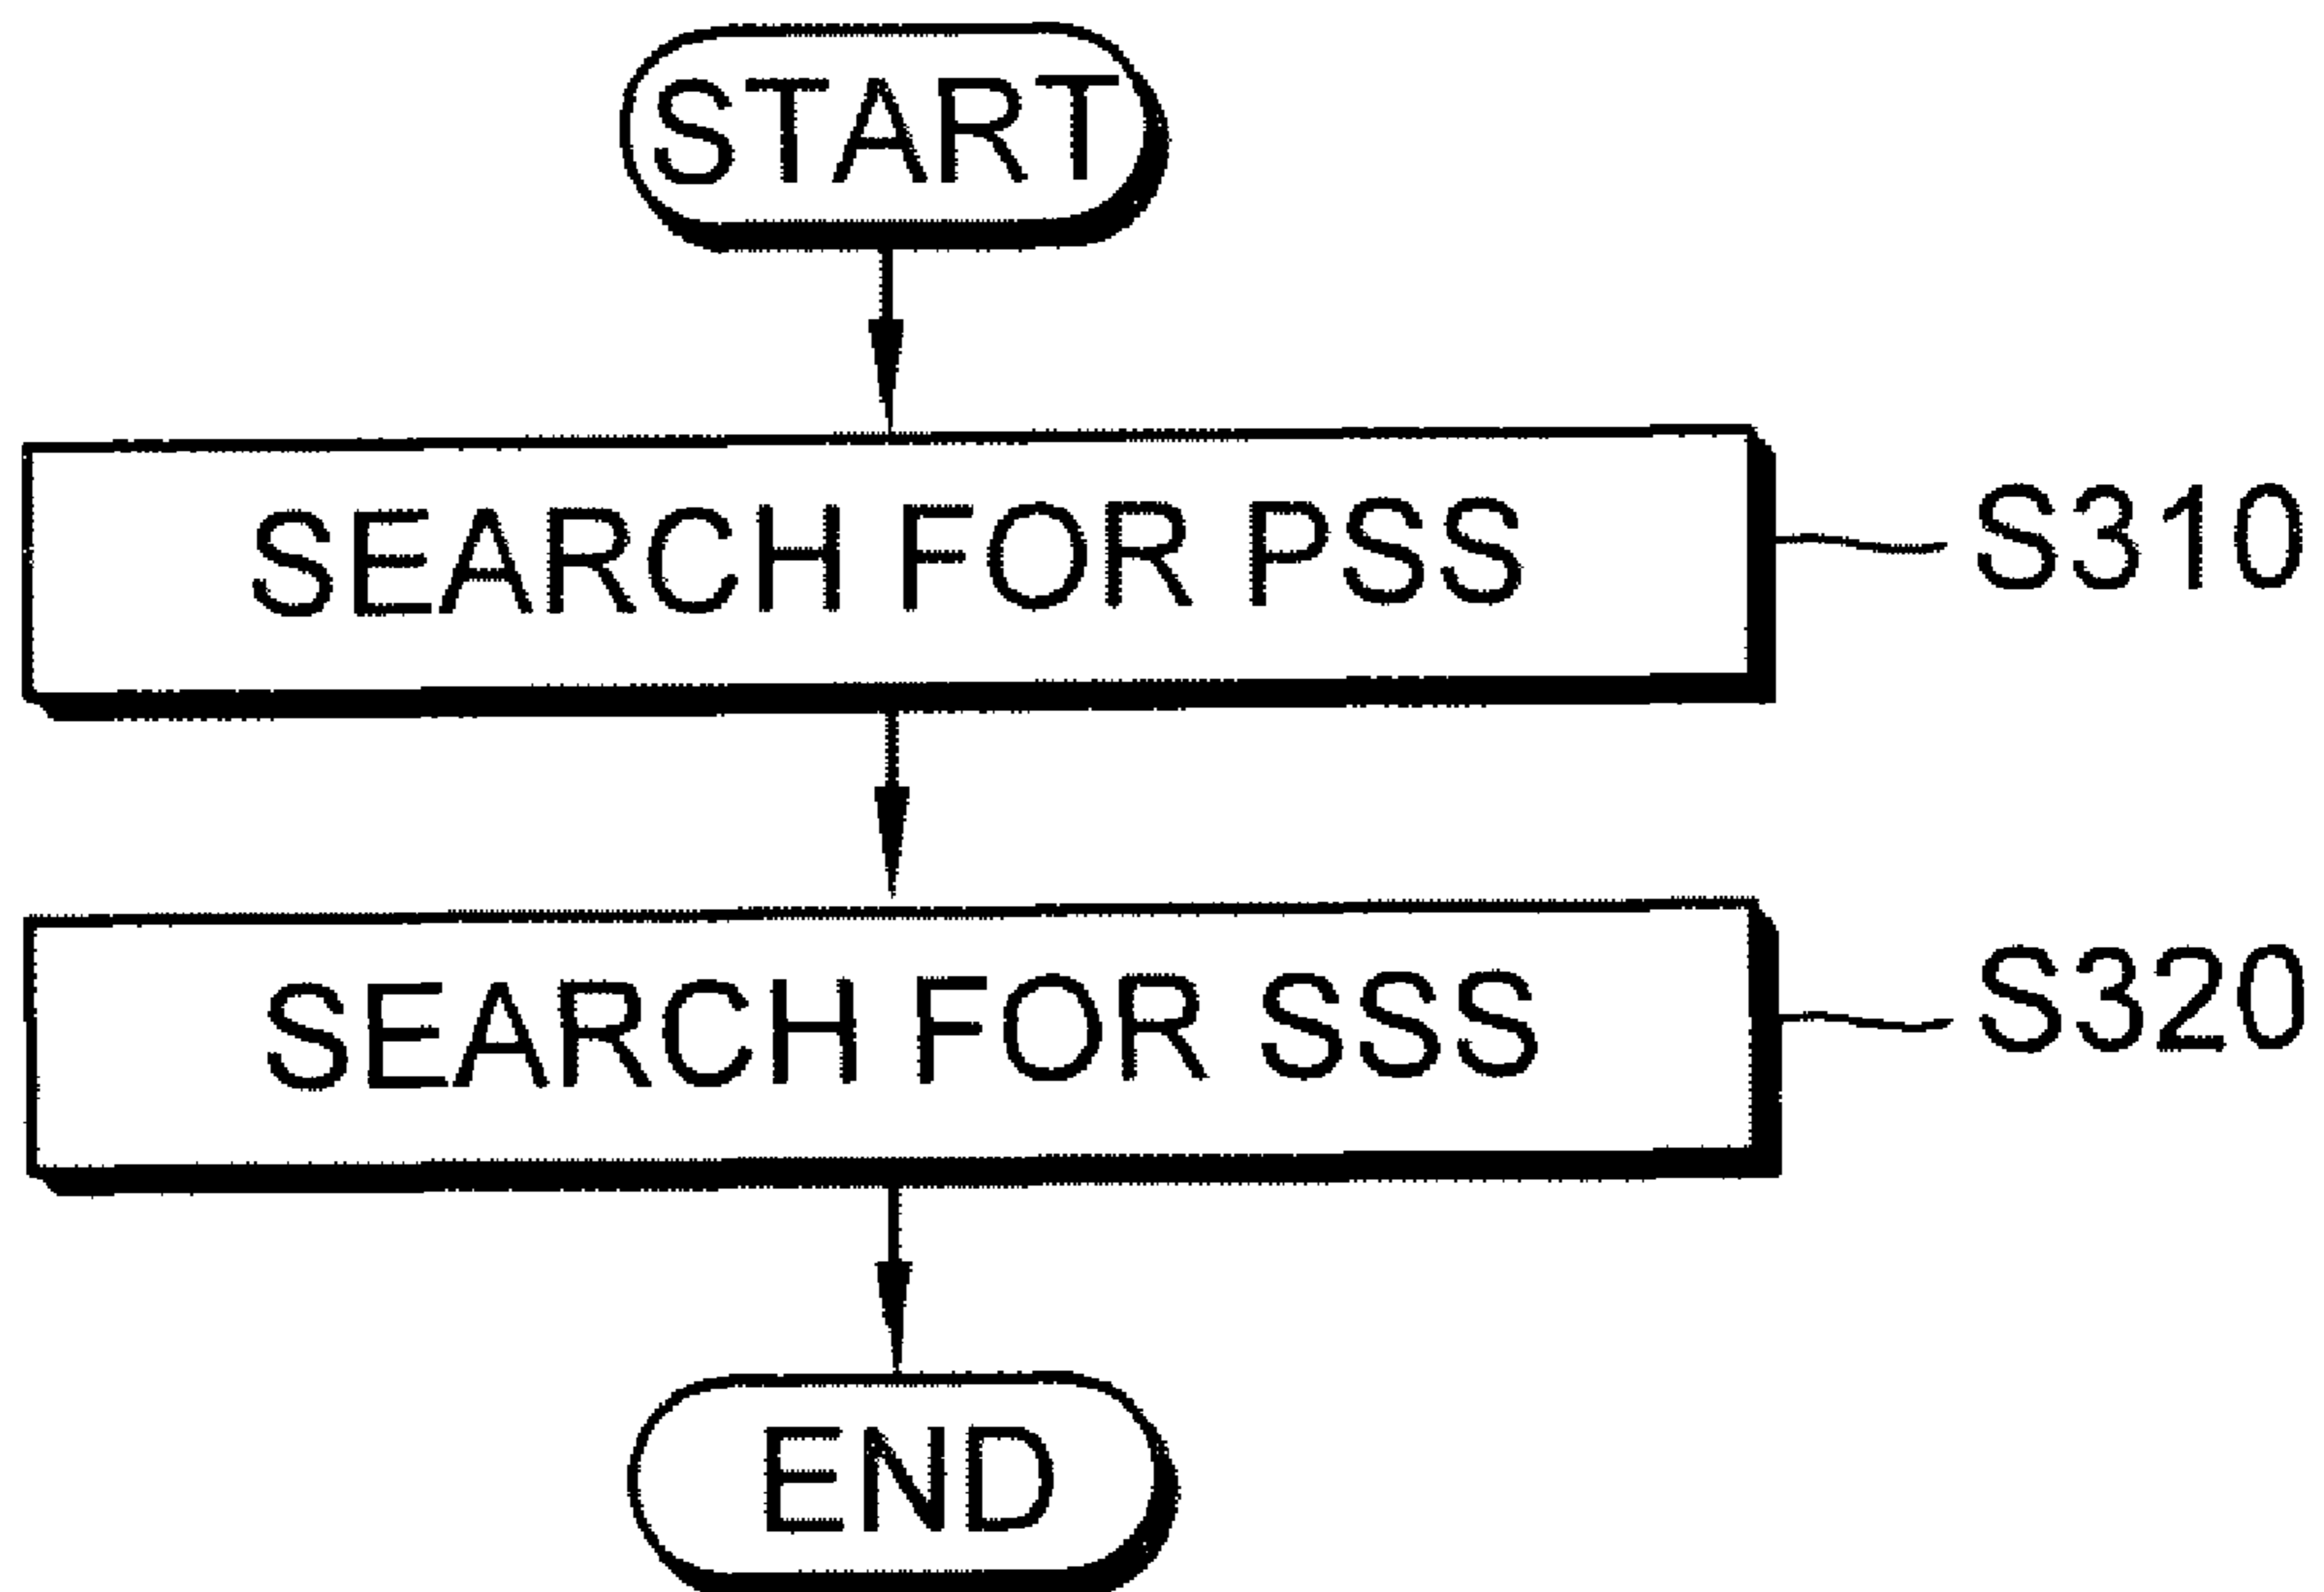 START
SEARCH FOR PSS
S310
SEARCH FOR SSS
S320
END